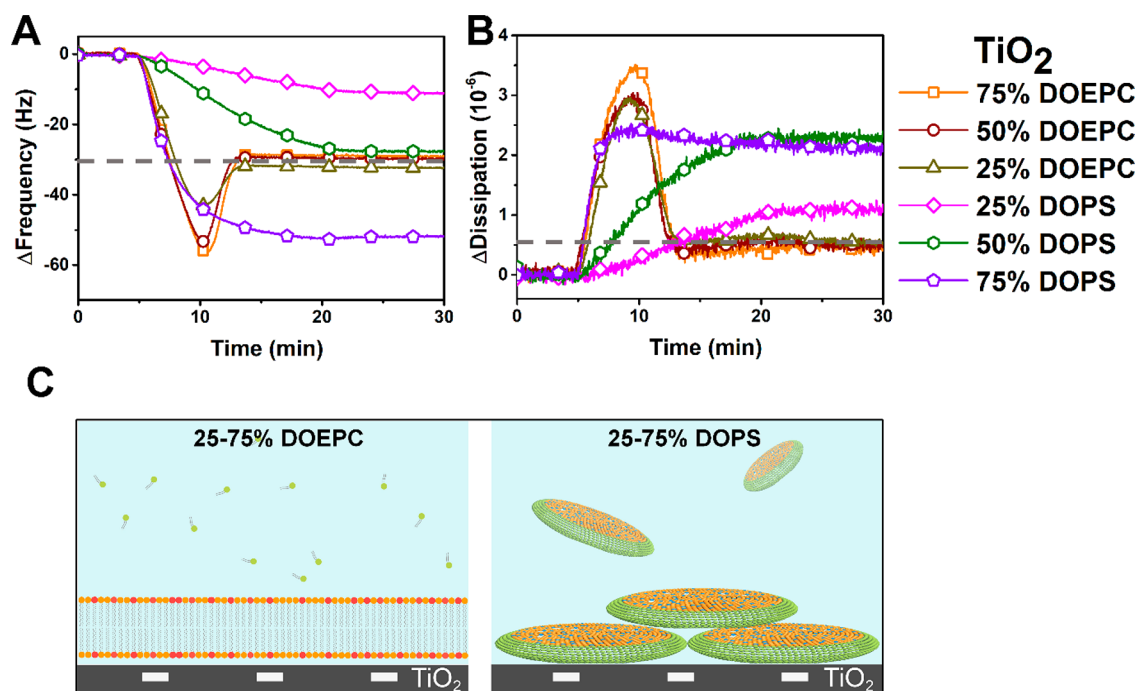 A
ΔFrequency (Hz)
0
-20
-40
-60
0
10
20
30
Time (min)
B
ΔDissipation (10⁻⁶)
4
3
2
1
0
0
10
20
30
Time (min)
TiO₂
75% DOEPC
50% DOEPC
25% DOEPC
25% DOPS
50% DOPS
75% DOPS
C
25-75% DOEPC
TiO₂
25-75% DOPS
TiO₂